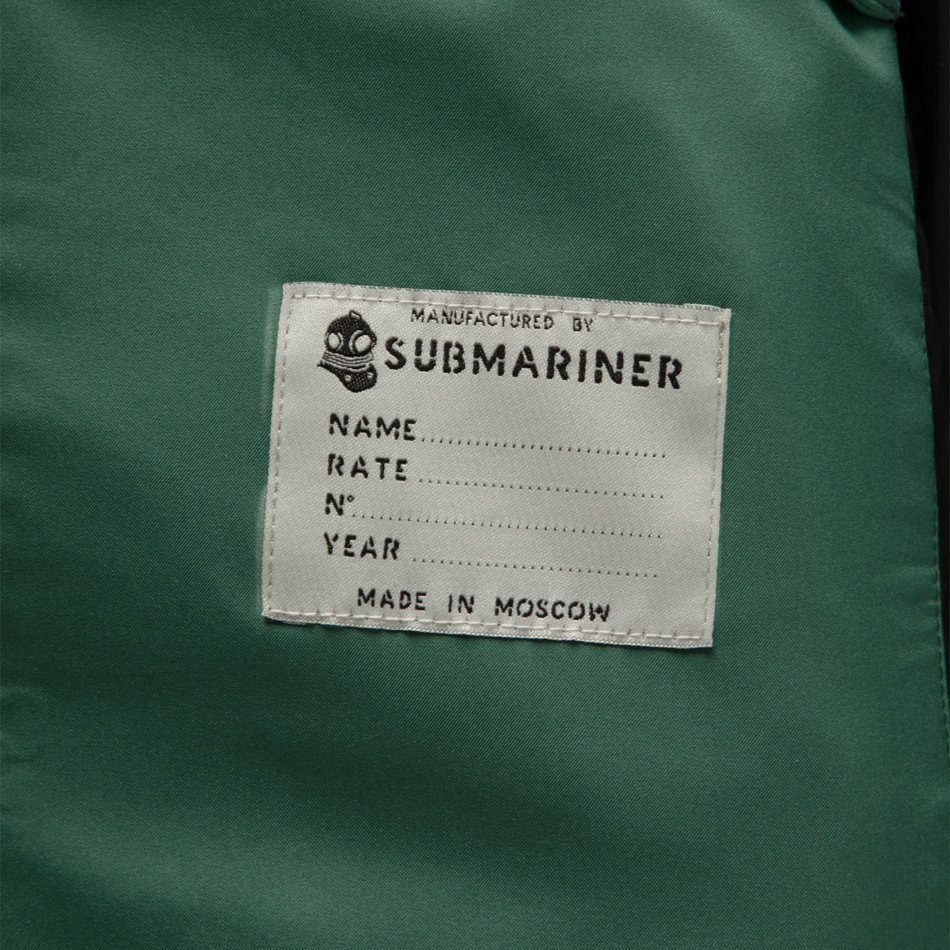 MANUFACTURED BY
SUBMARINER
NAME....................................
RATE ...................................
N°............................................
YEAR ....................................
MADE IN MOSCOW